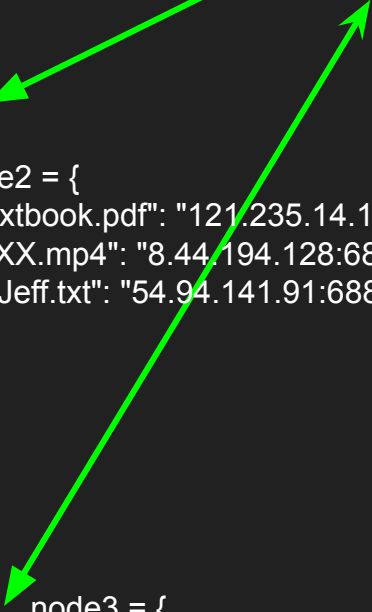 e2 = {
xtbook.pdf": "121.235.14.1
XX.mp4": "8.44.194.128:68
Jeff.txt": "54.94.141.91:688
node3 = {